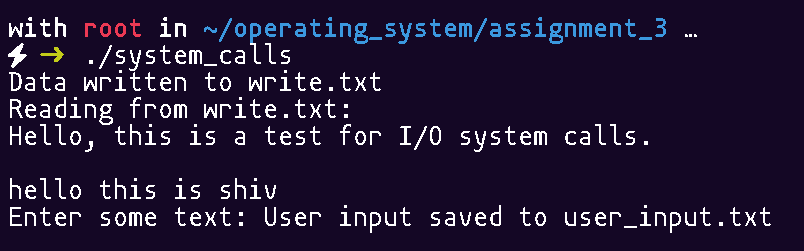 with root in ~/operating_system/assignment_3 …
⚡ → ./system_calls
Data written to write.txt
Reading from write.txt:
Hello, this is a test for I/O system calls.
hello this is shiv
Enter some text: User input saved to user_input.txt